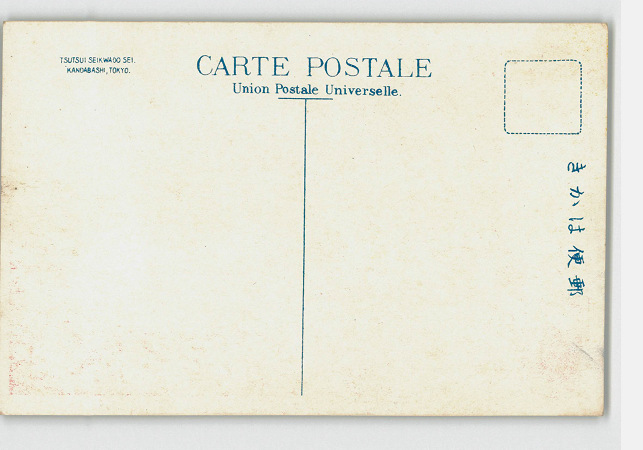 TSUTSUI SEIKWADO SEI.
KANDABASHI, TOKYO.
CARTE POSTALE
Union Postale Universelle.
きかは便郵